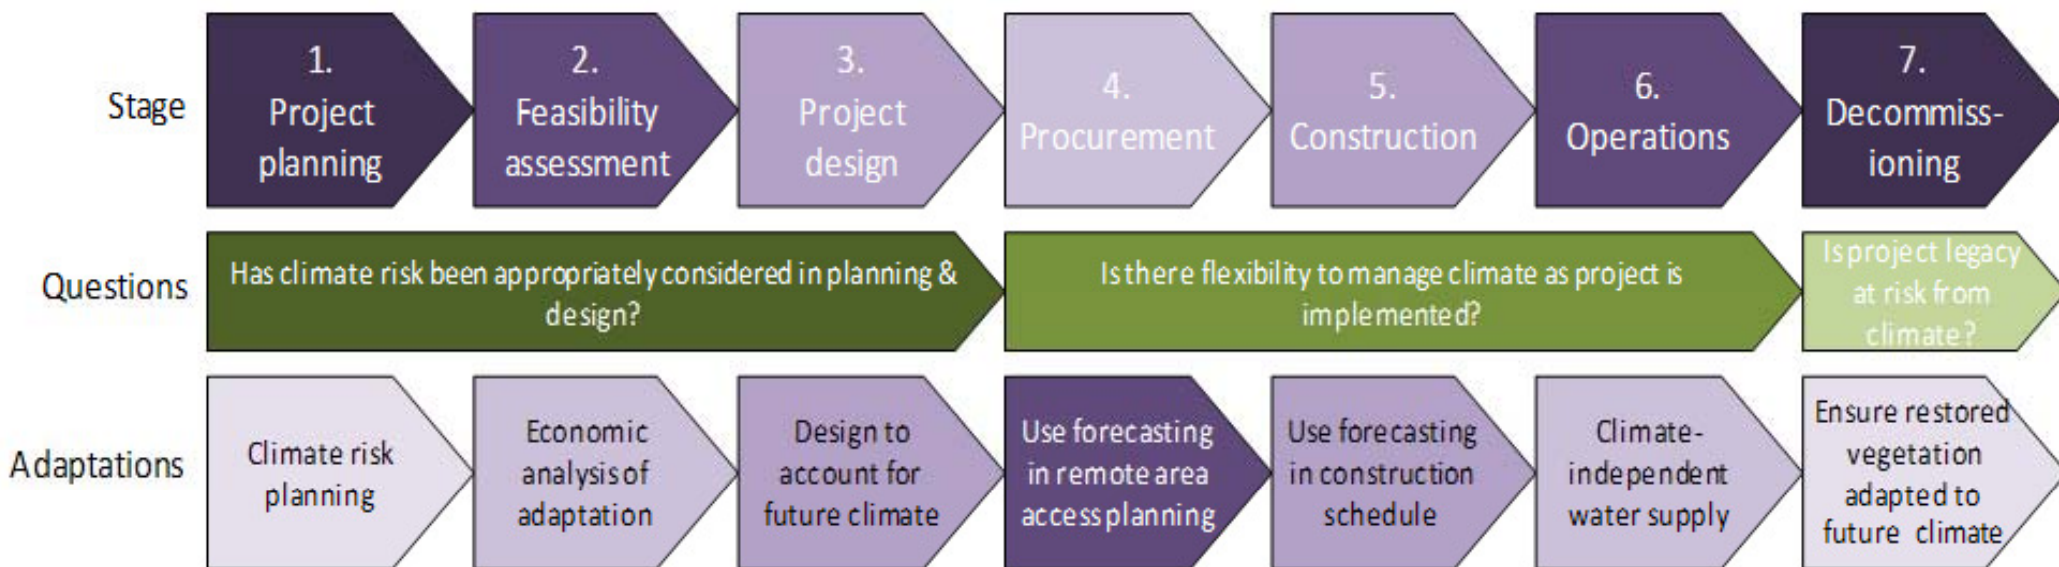 Stage
1.
Project
planning
2.
Feasibility
assessment
3.
Project
design
4.
Procurement
5.
Construction
6.
Operations
7.
Decommiss-
ioning
Questions
Has climate risk been appropriately considered in planning &
design?
Is there flexibility to manage climate as project is
implemented?
Is project legacy
at risk from
climate?
Adaptations
Climate risk
planning
Economic
analysis of
adaptation
Design to
account for
future climate
Use forecasting
in remote area
access planning
Use forecasting
in construction
schedule
Climate-
independent
water supply
Ensure restored
vegetation
adapted to
future climate